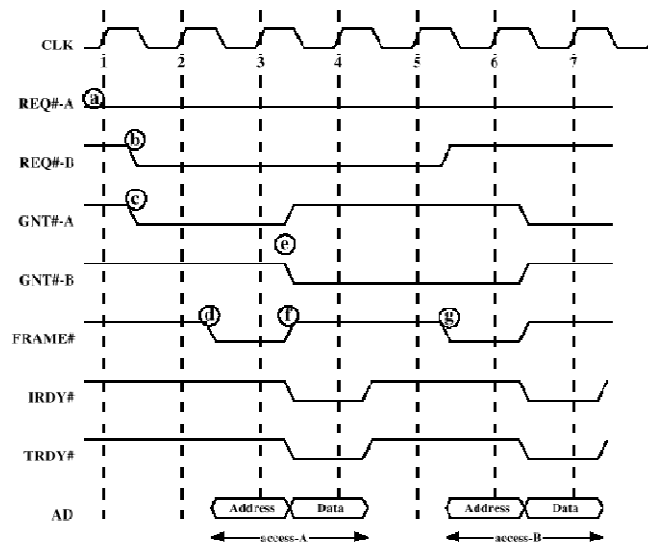 CLK
1 2 3 4 5 6 7
a
REQ#-A
b
REQ#-B
c
GNT#-A
e
GNT#-B
d f g
FRAME#
IRDY#
TRDY#
AD Address Data Address Data
access-A access-B